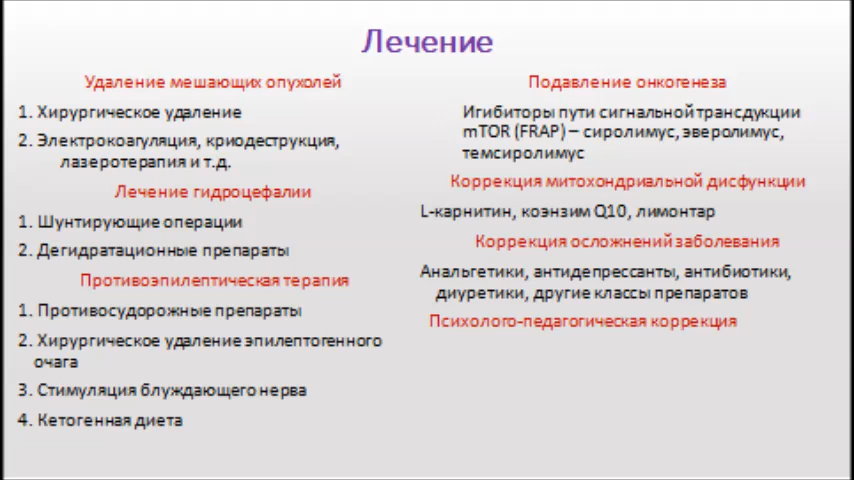 Лечение
Удаление мешающих опухолей
1. Хирургическое удаление
2. Электрокоагуляция, криодеструкция,
лазеротерапия и т.д.
Лечение гидроцефалии
1. Шунтирующие операции
2. Дегидратационные препараты
Противоэпилептическая терапия
1. Противосудорожные препараты
2. Хирургическое удаление эпилептогенного
очага
3. Стимуляция блуждающего нерва
4. Кетогенная диета
Подавление онкогенеза
Игибиторы пути сигнальной трансдукции
mTOR (FRAP) – сиролимус, эверолимус,
темсиролимус
Коррекция митохондриальной дисфункции
L-карнитин, коэнзим Q10, лимонтар
Коррекция осложнений заболевания
Анальгетики, антидепрессанты, антибиотики,
диуретики, другие классы препаратов
Психолого-педагогическая коррекция